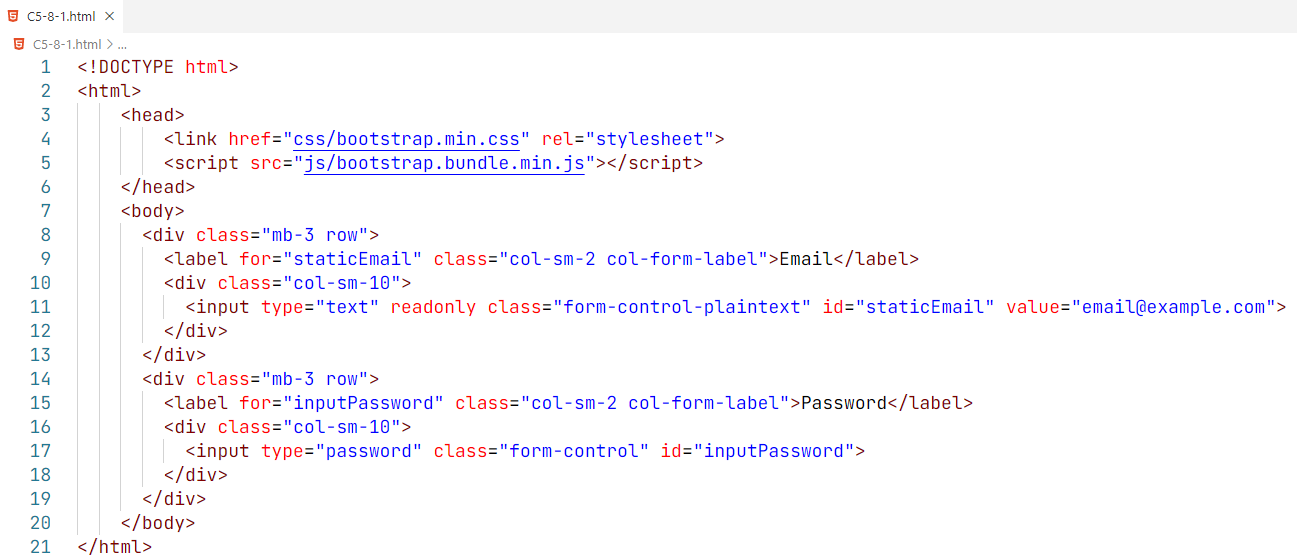 C5-8-1.html ×
C5-8-1.html > ...
1 <!DOCTYPE html>
2 <html>
3 <head>
4 <link href="css/bootstrap.min.css" rel="stylesheet">
5 <script src="js/bootstrap.bundle.min.js"></script>
6 </head>
7 <body>
8 <div class="mb-3 row">
9 <label for="staticEmail" class="col-sm-2 col-form-label">Email</label>
10 <div class="col-sm-10">
11 <input type="text" readonly class="form-control-plaintext" id="staticEmail" value="email@example.com">
12 </div>
13 </div>
14 <div class="mb-3 row">
15 <label for="inputPassword" class="col-sm-2 col-form-label">Password</label>
16 <div class="col-sm-10">
17 <input type="password" class="form-control" id="inputPassword">
18 </div>
19 </div>
20 </body>
21 </html>